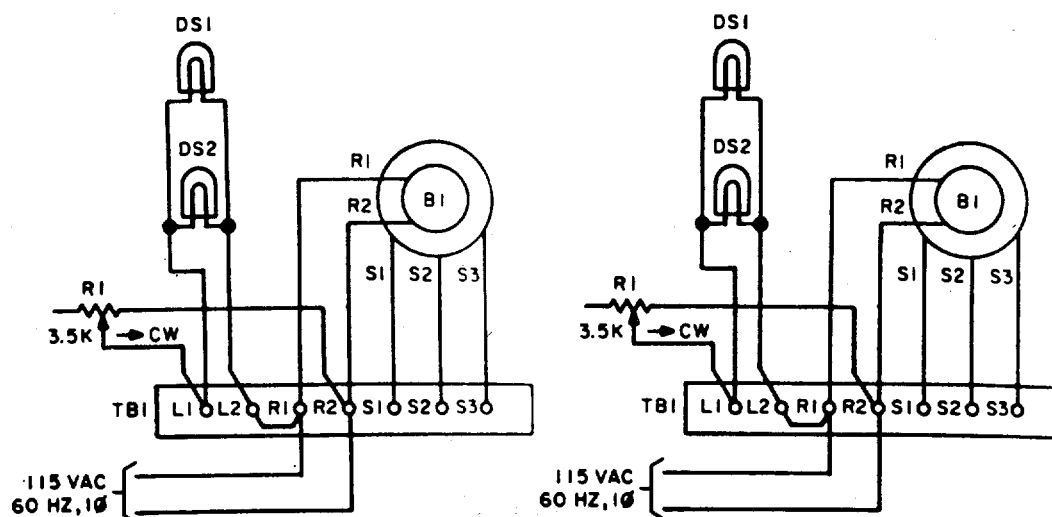 DS1
DS2
R1
R2
B1
S1 S2 S3
R1
3.5K → CW
TB1 L1 L2 R1 R2 S1 S2 S3
115 VAC
60 HZ, 1Ø
DS1
DS2
R1
R2
B1
S1 S2 S3
R1
3.5K → CW
TB1 L1 L2 R1 R2 S1 S2 S3
115 VAC
60 HZ, 1Ø